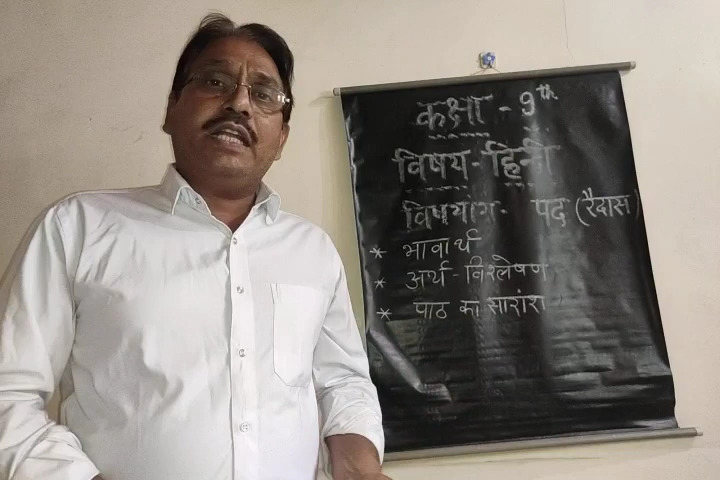 कक्षा - 9th
विषय - हिन्दी
विषयांग - पद (रैदास)
* भावार्थ
* अर्थ - विश्लेषण
* पाठ का सारांश